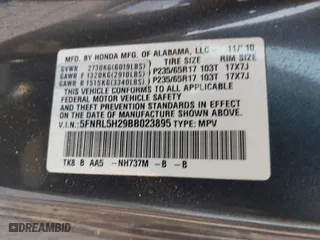 MFD. BY HONDA MFG. OF ALABAMA, LLC 11/'10
TIRE SIZE RIM SIZE
GVWR 2730KG(6019LBS)
GAWR F 1320KG(2910LBS) P235/65R17 103T 17X7J
GAWR R 1515KG(3340LBS) P235/65R17 103T 17X7J
THIS VEHICLE CONFORMS TO ALL APPLICABLE
FEDERAL MOTOR VEHICLE SAFETY AND THEFT
PREVENTION STANDARDS IN EFFECT ON THE DATE
OF MANUFACTURE SHOWN ABOVE.
V.I.N:5FNRL5H29BB023895 TYPE: MPV
TK8 B AA5 -NH737M -B -B